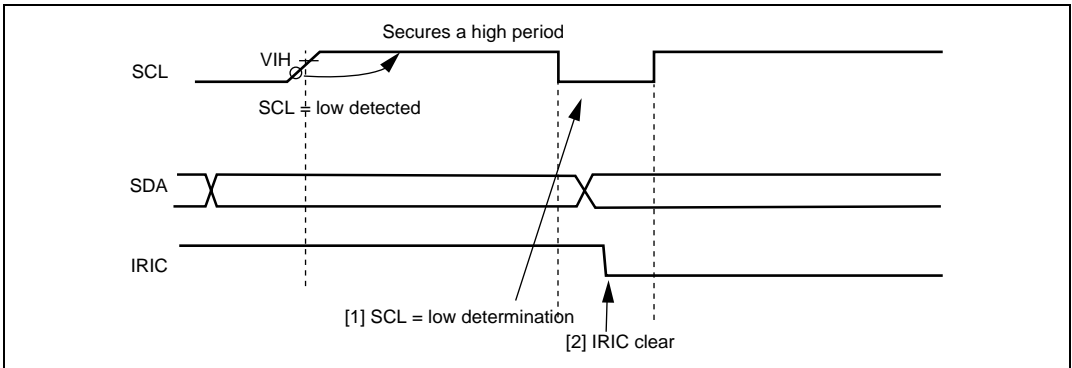 Secures a high period
VIH
SCL
SCL = low detected
SDA
IRIC
[1] SCL = low determination
[2] IRIC clear